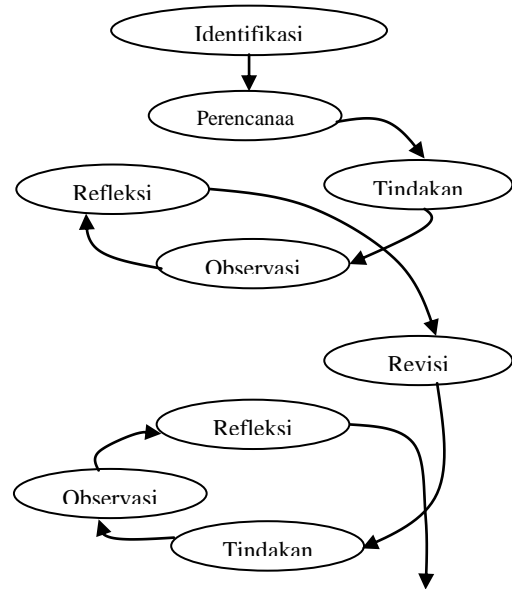 Identifikasi
Perencanaa
Tindakan
Refleksi
Observasi
Revisi
Refleksi
Observasi
Tindakan